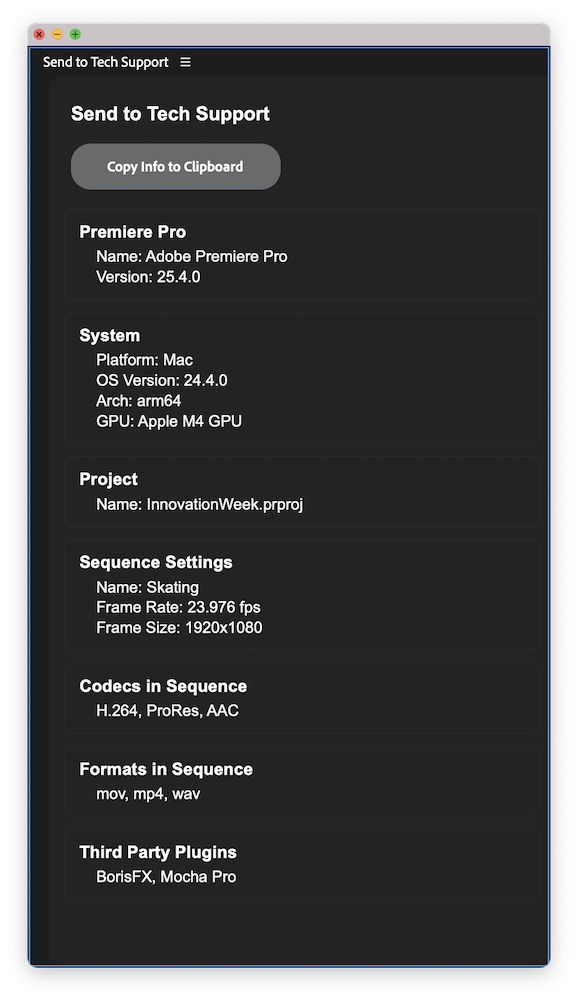 Send to Tech Support
Send to Tech Support
Copy Info to Clipboard
Premiere Pro
Name: Adobe Premiere Pro
Version: 25.4.0
System
Platform: Mac
OS Version: 24.4.0
Arch: arm64
GPU: Apple M4 GPU
Project
Name: InnovationWeek.prproj
Sequence Settings
Name: Skating
Frame Rate: 23.976 fps
Frame Size: 1920x1080
Codecs in Sequence
H.264, ProRes, AAC
Formats in Sequence
mov, mp4, wav
Third Party Plugins
BorisFX, Mocha Pro